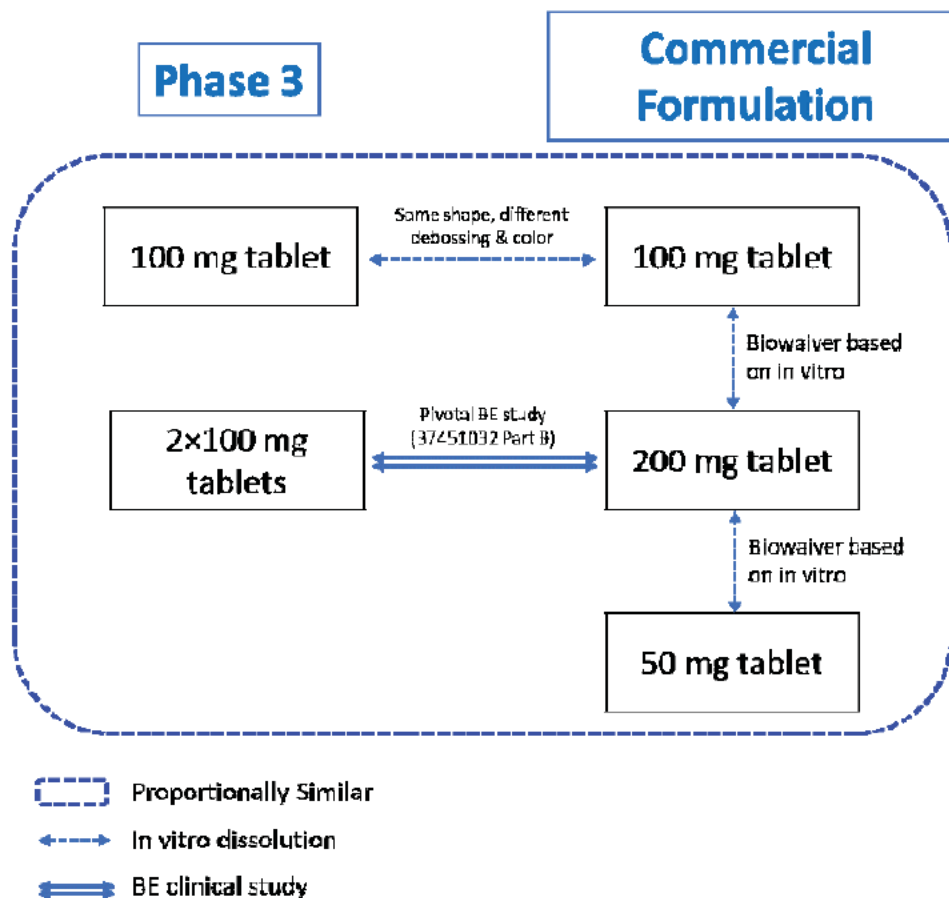 Phase 3
Commercial
Formulation
100 mg tablet
Same shape, different
debossing & color
100 mg tablet
Biowaiver based
on in vitro
2×100 mg
tablets
Pivotal BE study
(37451032 Part B)
200 mg tablet
Biowaiver based
on in vitro
50 mg tablet
Proportionally Similar
In vitro dissolution
BE clinical study